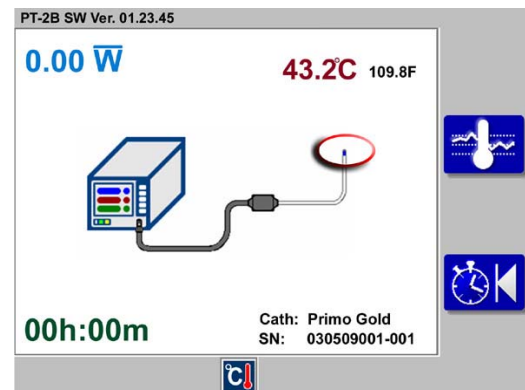 PT-2B SW Ver. 01.23.45
0.00 W̅
43.2°C 109.8F
00h:00m
Cath: Primo Gold
SN: 030509001-001
°C